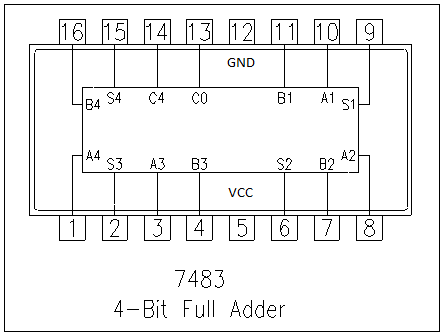 16 15 14 13 12 11 10 9
GND
B4 S4 C4 C0 B1 A1 S1
A4 S3 A3 B3 S2 B2 A2
VCC
1 2 3 4 5 6 7 8
7483
4-Bit Full Adder